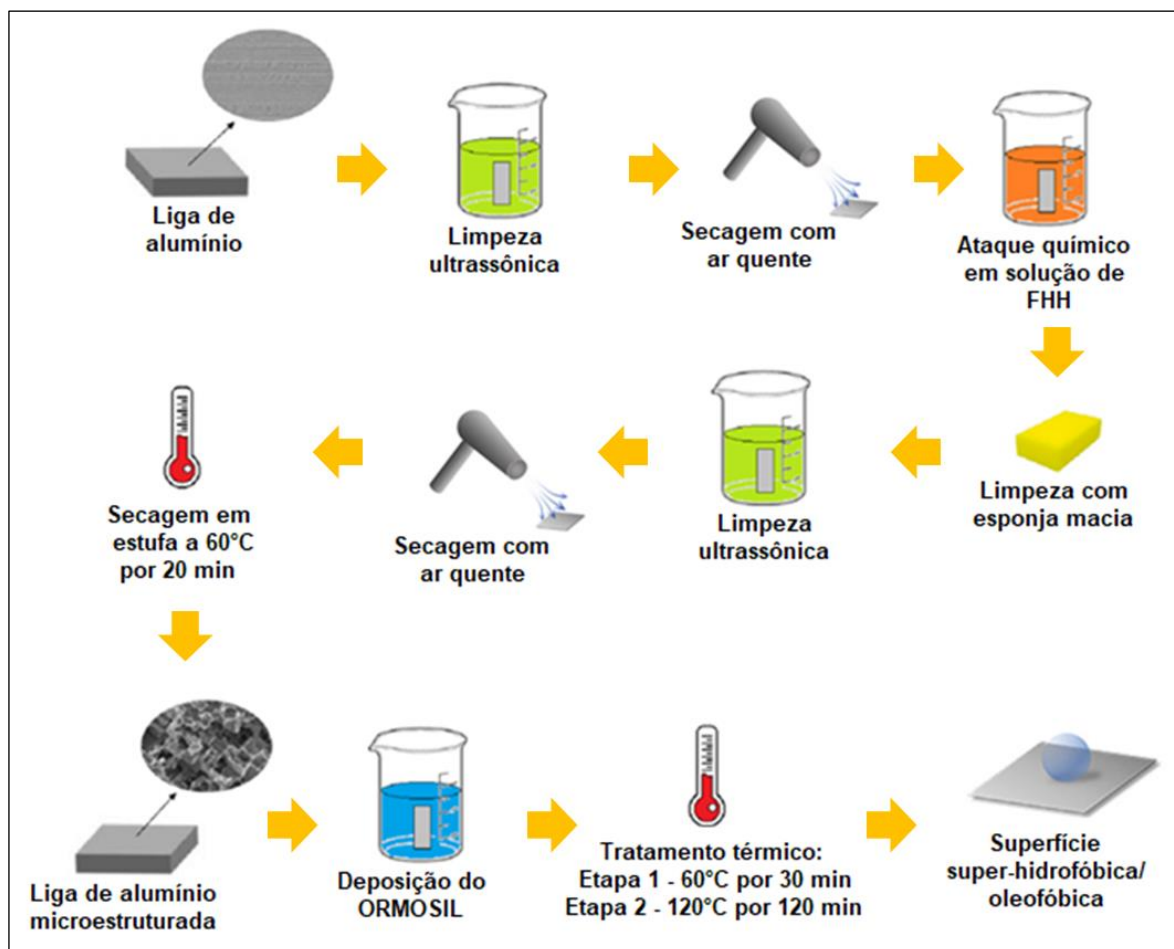 Liga de
alumínio
Limpeza
ultrassônica
Secagem com
ar quente
Ataque químico
em solução de
FHH
Limpeza com
esponja macia
Limpeza
ultrassônica
Secagem com
ar quente
Secagem em
estufa a 60°C
por 20 min
Liga de alumínio
microestruturada
Deposição do
ORMOSIL
Tratamento térmico:
Etapa 1 - 60°C por 30 min
Etapa 2 - 120°C por 120 min
Superfície
super-hidrofóbica/
oleofóbica